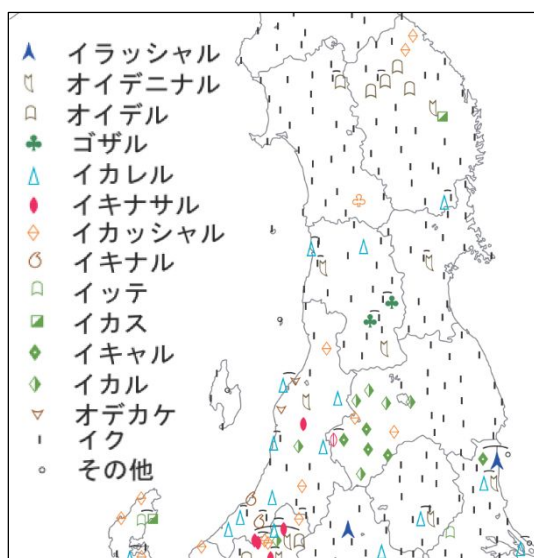 イラッシャル
オイデニナル
オイデル
ゴザル
イカレル
イキナサル
イカッシャル
イキナル
イッテ
イカス
イキャル
イカル
オデカケ
イク
その他